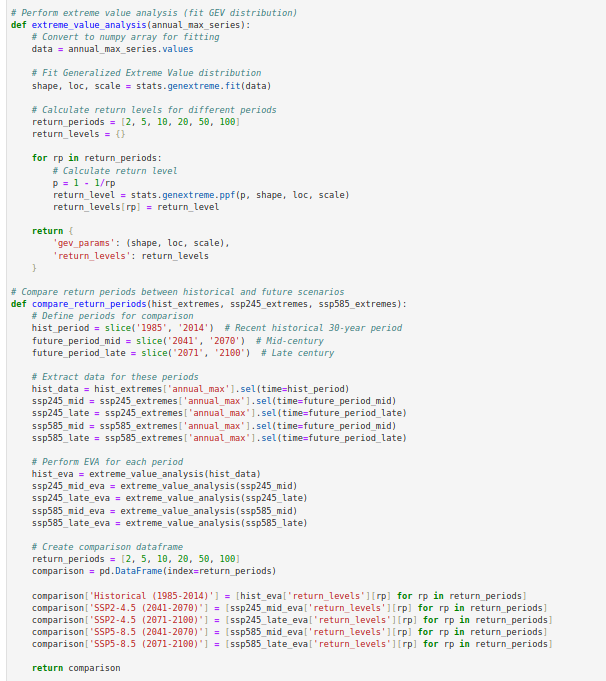 # Perform extreme value analysis (fit GEV distribution)
def extreme_value_analysis(annual_max_series):
    # Convert to numpy array for fitting
    data = annual_max_series.values

    # Fit Generalized Extreme Value distribution
    shape, loc, scale = stats.genextreme.fit(data)

    # Calculate return levels for different periods
    return_periods = [2, 5, 10, 20, 50, 100]
    return_levels = {}

    for rp in return_periods:
        # Calculate return level
        p = 1 - 1/rp
        return_level = stats.genextreme.ppf(p, shape, loc, scale)
        return_levels[rp] = return_level

    return {
        'gev_params': (shape, loc, scale),
        'return_levels': return_levels
    }

# Compare return periods between historical and future scenarios
def compare_return_periods(hist_extremes, ssp245_extremes, ssp585_extremes):
    # Define periods for comparison
    hist_period = slice('1985', '2014')  # Recent historical 30-year period
    future_period_mid = slice('2041', '2070')  # Mid-century
    future_period_late = slice('2071', '2100')  # Late century

    # Extract data for these periods
    hist_data = hist_extremes['annual_max'].sel(time=hist_period)
    ssp245_mid = ssp245_extremes['annual_max'].sel(time=future_period_mid)
    ssp245_late = ssp245_extremes['annual_max'].sel(time=future_period_late)
    ssp585_mid = ssp585_extremes['annual_max'].sel(time=future_period_mid)
    ssp585_late = ssp585_extremes['annual_max'].sel(time=future_period_late)

    # Perform EVA for each period
    hist_eva = extreme_value_analysis(hist_data)
    ssp245_mid_eva = extreme_value_analysis(ssp245_mid)
    ssp245_late_eva = extreme_value_analysis(ssp245_late)
    ssp585_mid_eva = extreme_value_analysis(ssp585_mid)
    ssp585_late_eva = extreme_value_analysis(ssp585_late)

    # Create comparison dataframe
    return_periods = [2, 5, 10, 20, 50, 100]
    comparison = pd.DataFrame(index=return_periods)

    comparison['Historical (1985-2014)'] = [hist_eva['return_levels'][rp] for rp in return_periods]
    comparison['SSP2-4.5 (2041-2070)'] = [ssp245_mid_eva['return_levels'][rp] for rp in return_periods]
    comparison['SSP2-4.5 (2071-2100)'] = [ssp245_late_eva['return_levels'][rp] for rp in return_periods]
    comparison['SSP5-8.5 (2041-2070)'] = [ssp585_mid_eva['return_levels'][rp] for rp in return_periods]
    comparison['SSP5-8.5 (2071-2100)'] = [ssp585_late_eva['return_levels'][rp] for rp in return_periods]

    return comparison